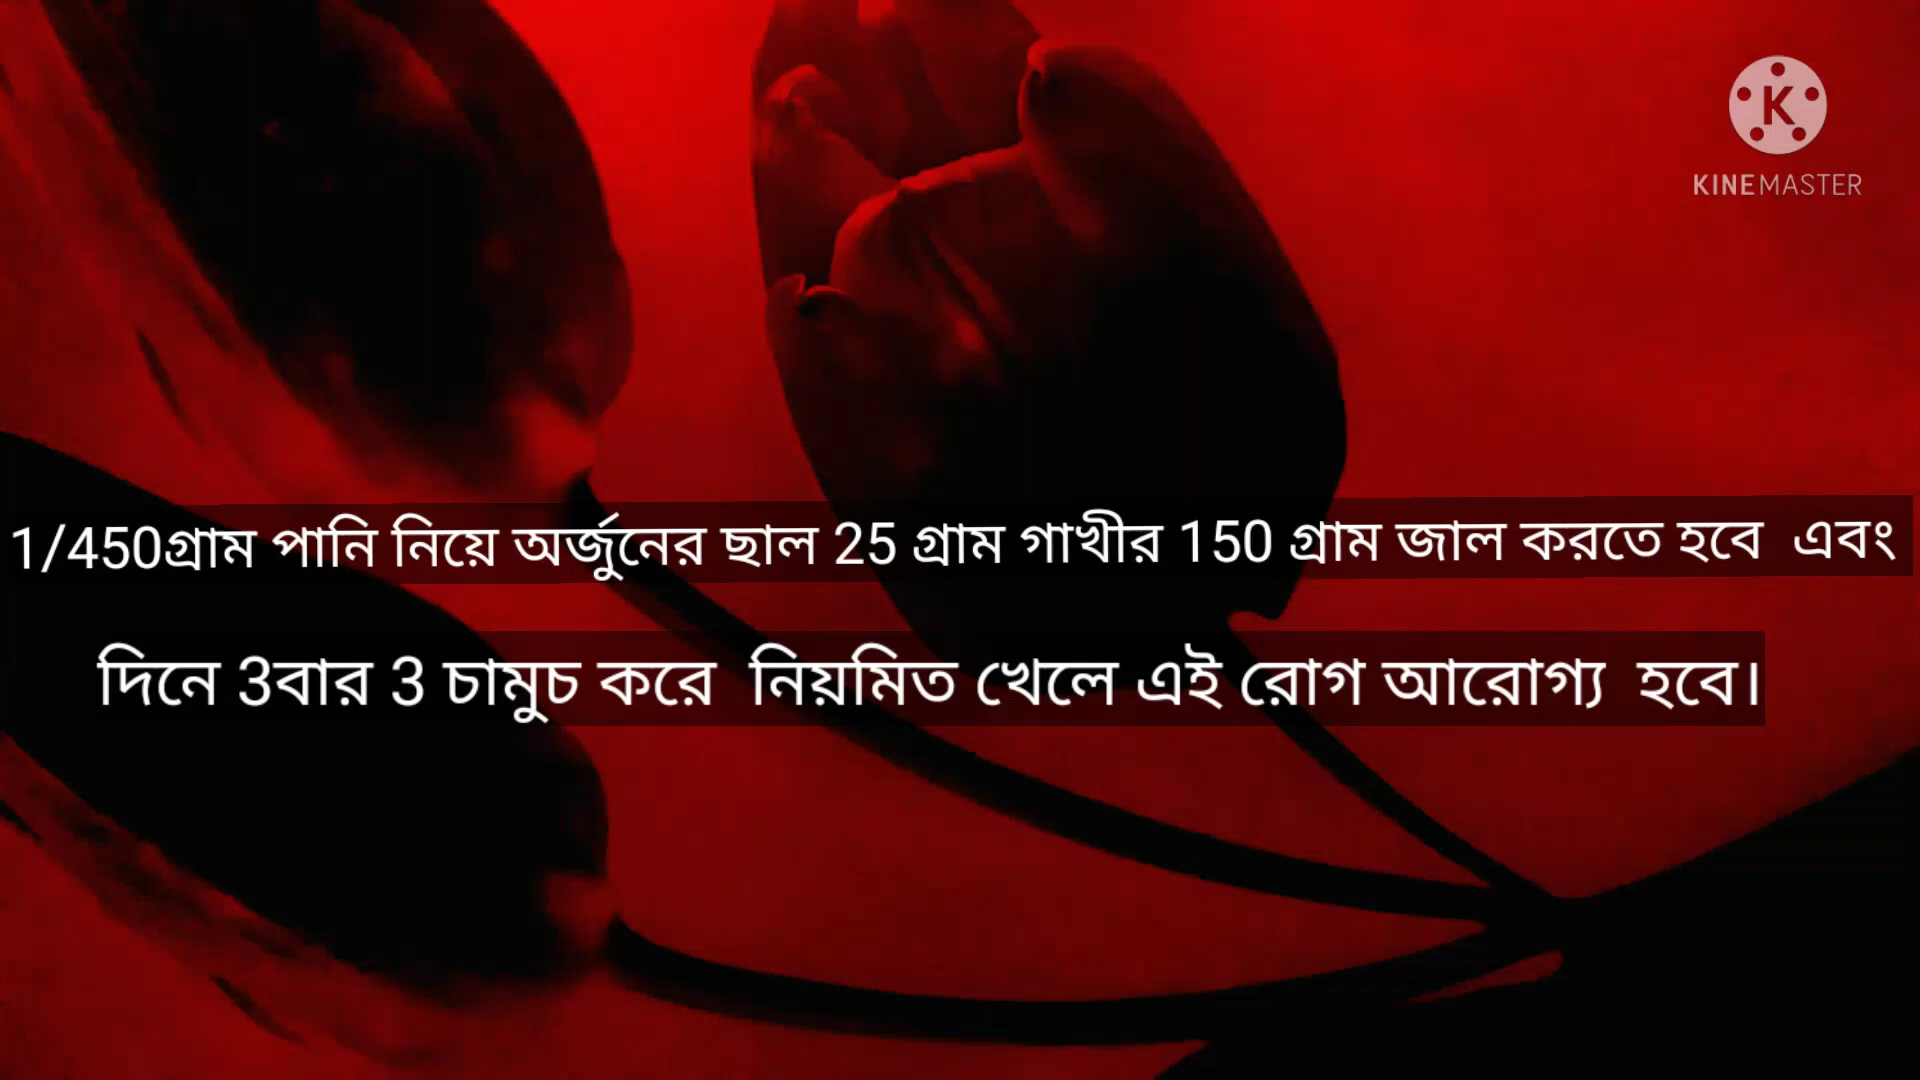 KINEMASTER
1/450গ্রাম পানি নিয়ে অর্জুনের ছাল 25 গ্রাম গাখীর 150 গ্রাম জাল করতে হবে এবং
দিনে 3বার 3 চামুচ করে নিয়মিত খেলে এই রোগ আরোগ্য হবে।